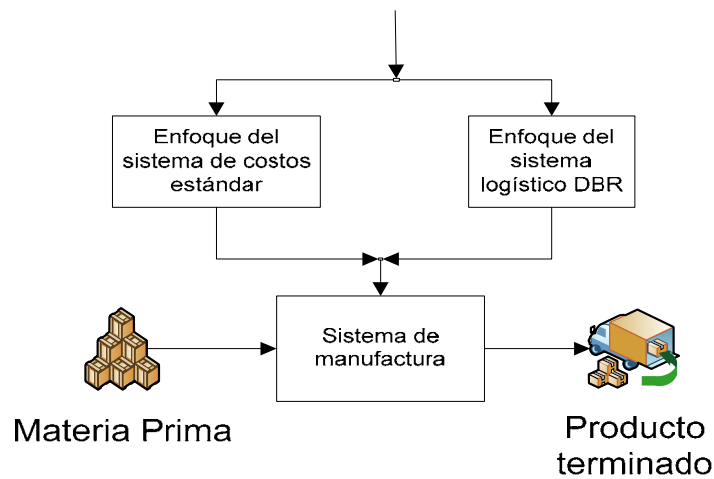 Enfoque del
sistema de costos
estándar
Enfoque del
sistema
logístico DBR
Sistema de
manufactura
Materia Prima
Producto
terminado